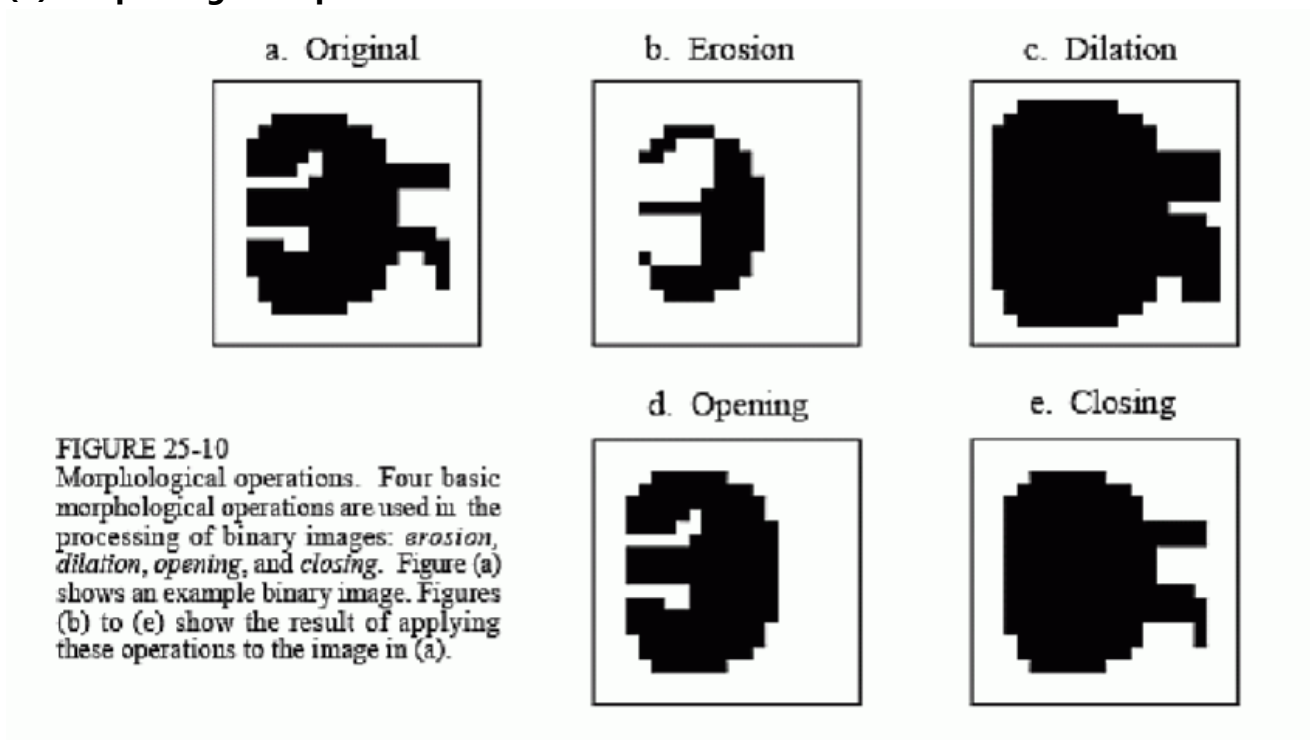 a. Original
b. Erosion
c. Dilation
d. Opening
e. Closing
FIGURE 25-10
Morphological operations. Four basic
morphological operations are used in the
processing of binary images: erosion,
dilation, opening, and closing. Figure (a)
shows an example binary image. Figures
(b) to (e) show the result of applying
these operations to the image in (a).